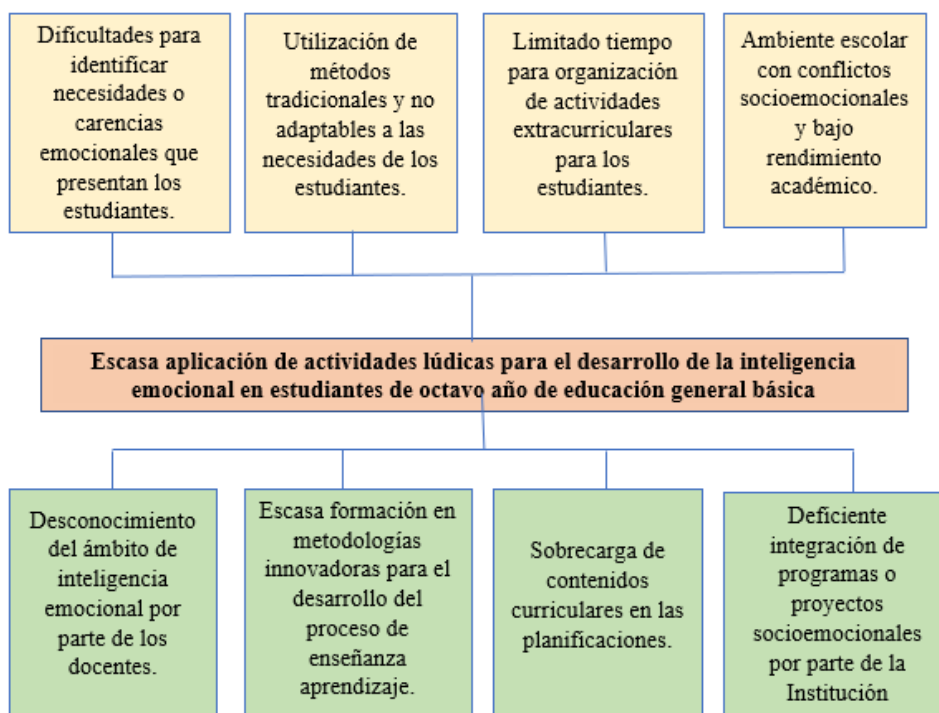 Dificultades para
identificar
necesidades o
carencias
emocionales que
presentan los
estudiantes.
Utilización de
métodos
tradicionales y no
adaptables a las
necesidades de los
estudiantes.
Limitado tiempo
para organización
de actividades
extracurriculares
para los
estudiantes.
Ambiente escolar
con conflictos
socioemocionales
y bajo
rendimiento
académico.
Escasa aplicación de actividades lúdicas para el desarrollo de la inteligencia
emocional en estudiantes de octavo año de educación general básica
Desconocimiento
del ámbito de
inteligencia
emocional por
parte de los
docentes.
Escasa formación en
metodologías
innovadoras para el
desarrollo del
proceso de
enseñanza
aprendizaje.
Sobrecarga de
contenidos
curriculares en las
planificaciones.
Deficiente
integración de
programas o
proyectos
socioemocionales
por parte de la
Institución